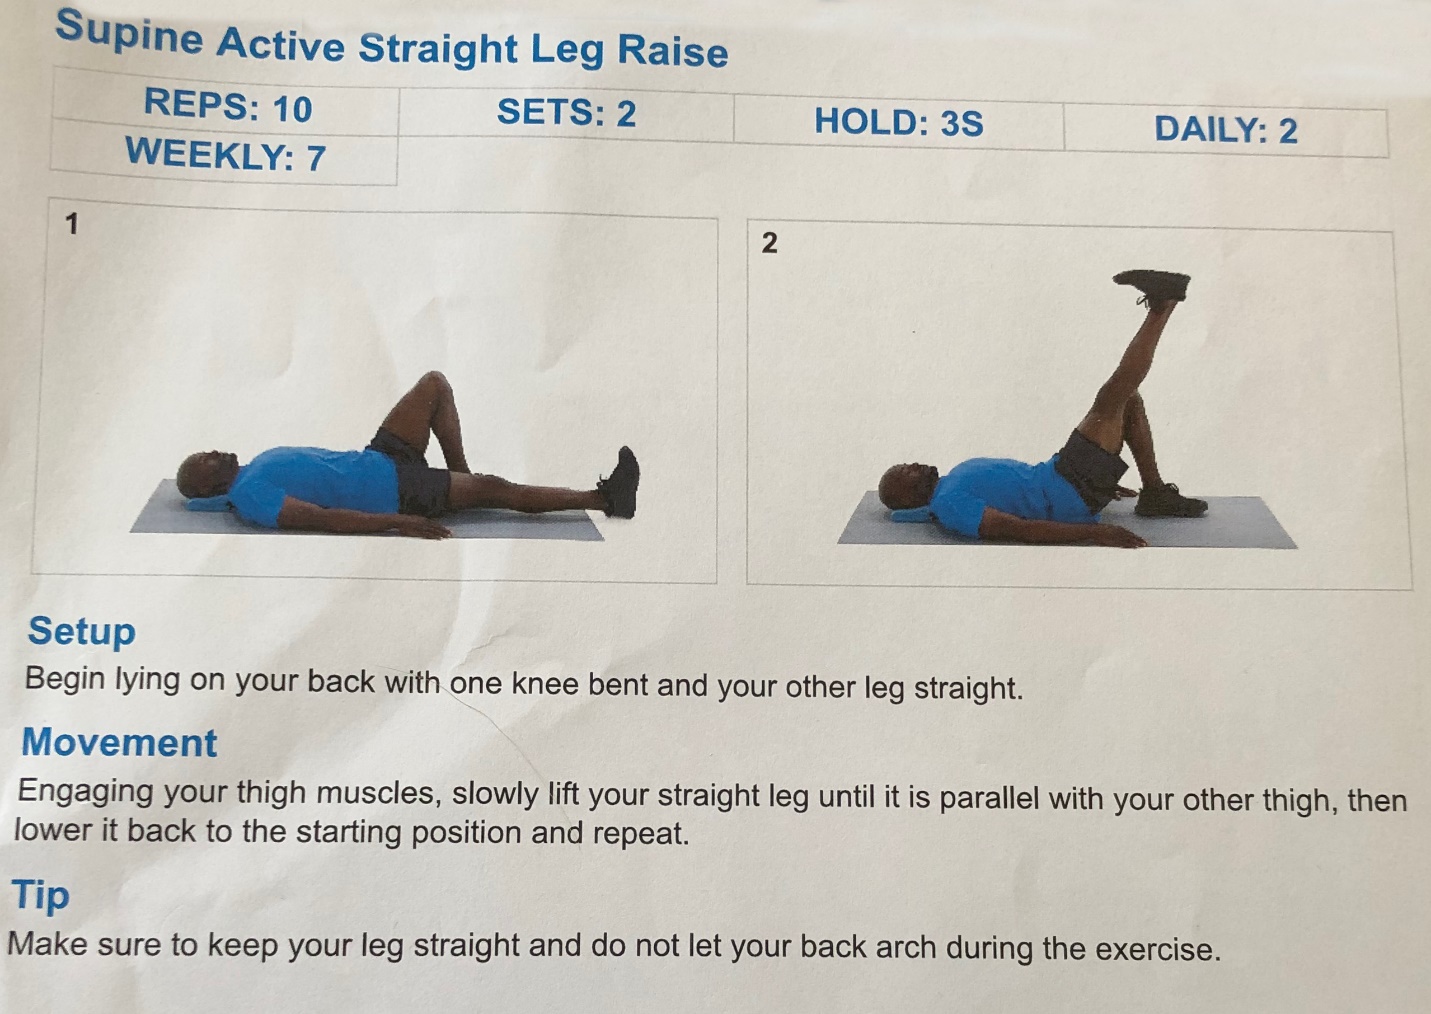 Supine Active Straight Leg Raise
REPS: 10 SETS: 2 HOLD: 3S DAILY: 2
WEEKLY: 7
1 2
Setup
Begin lying on your back with one knee bent and your other leg straight.
Movement
Engaging your thigh muscles, slowly lift your straight leg until it is parallel with your other thigh, then
lower it back to the starting position and repeat.
Tip
Make sure to keep your leg straight and do not let your back arch during the exercise.